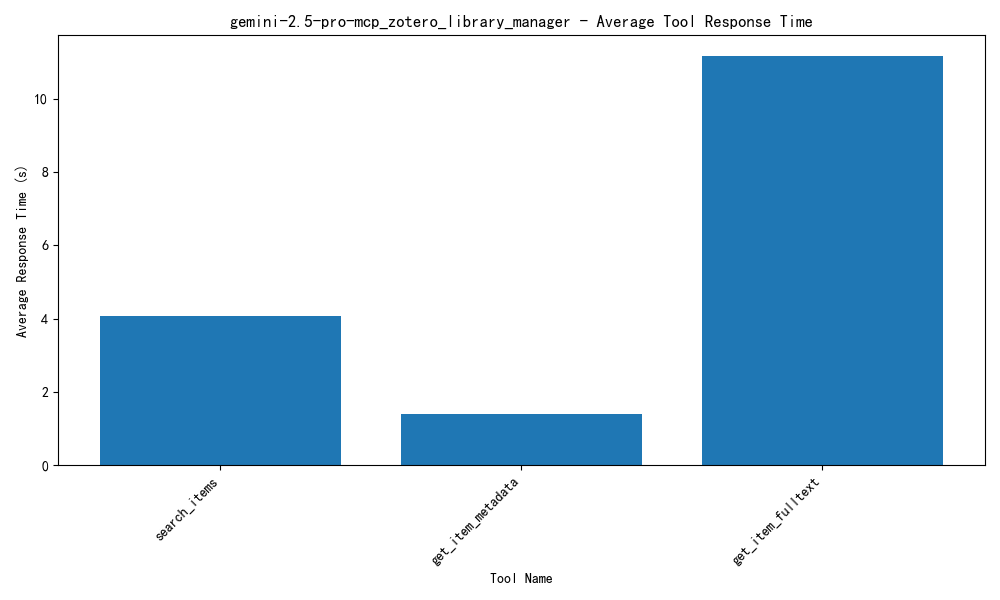 gemini-2.5-pro-mcp_zotero_library_manager - Average Tool Response Time
Average Response Time (s)
10
8
6
4
2
0
search_items
get_item_metadata
get_item_fulltext
Tool Name